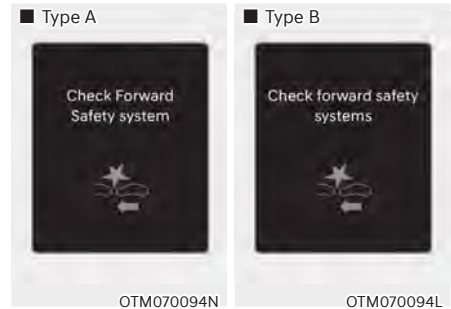 ■ Type A
Check Forward
Safety system
OTM070094N
■ Type B
Check forward safety
systems
OTM070094L